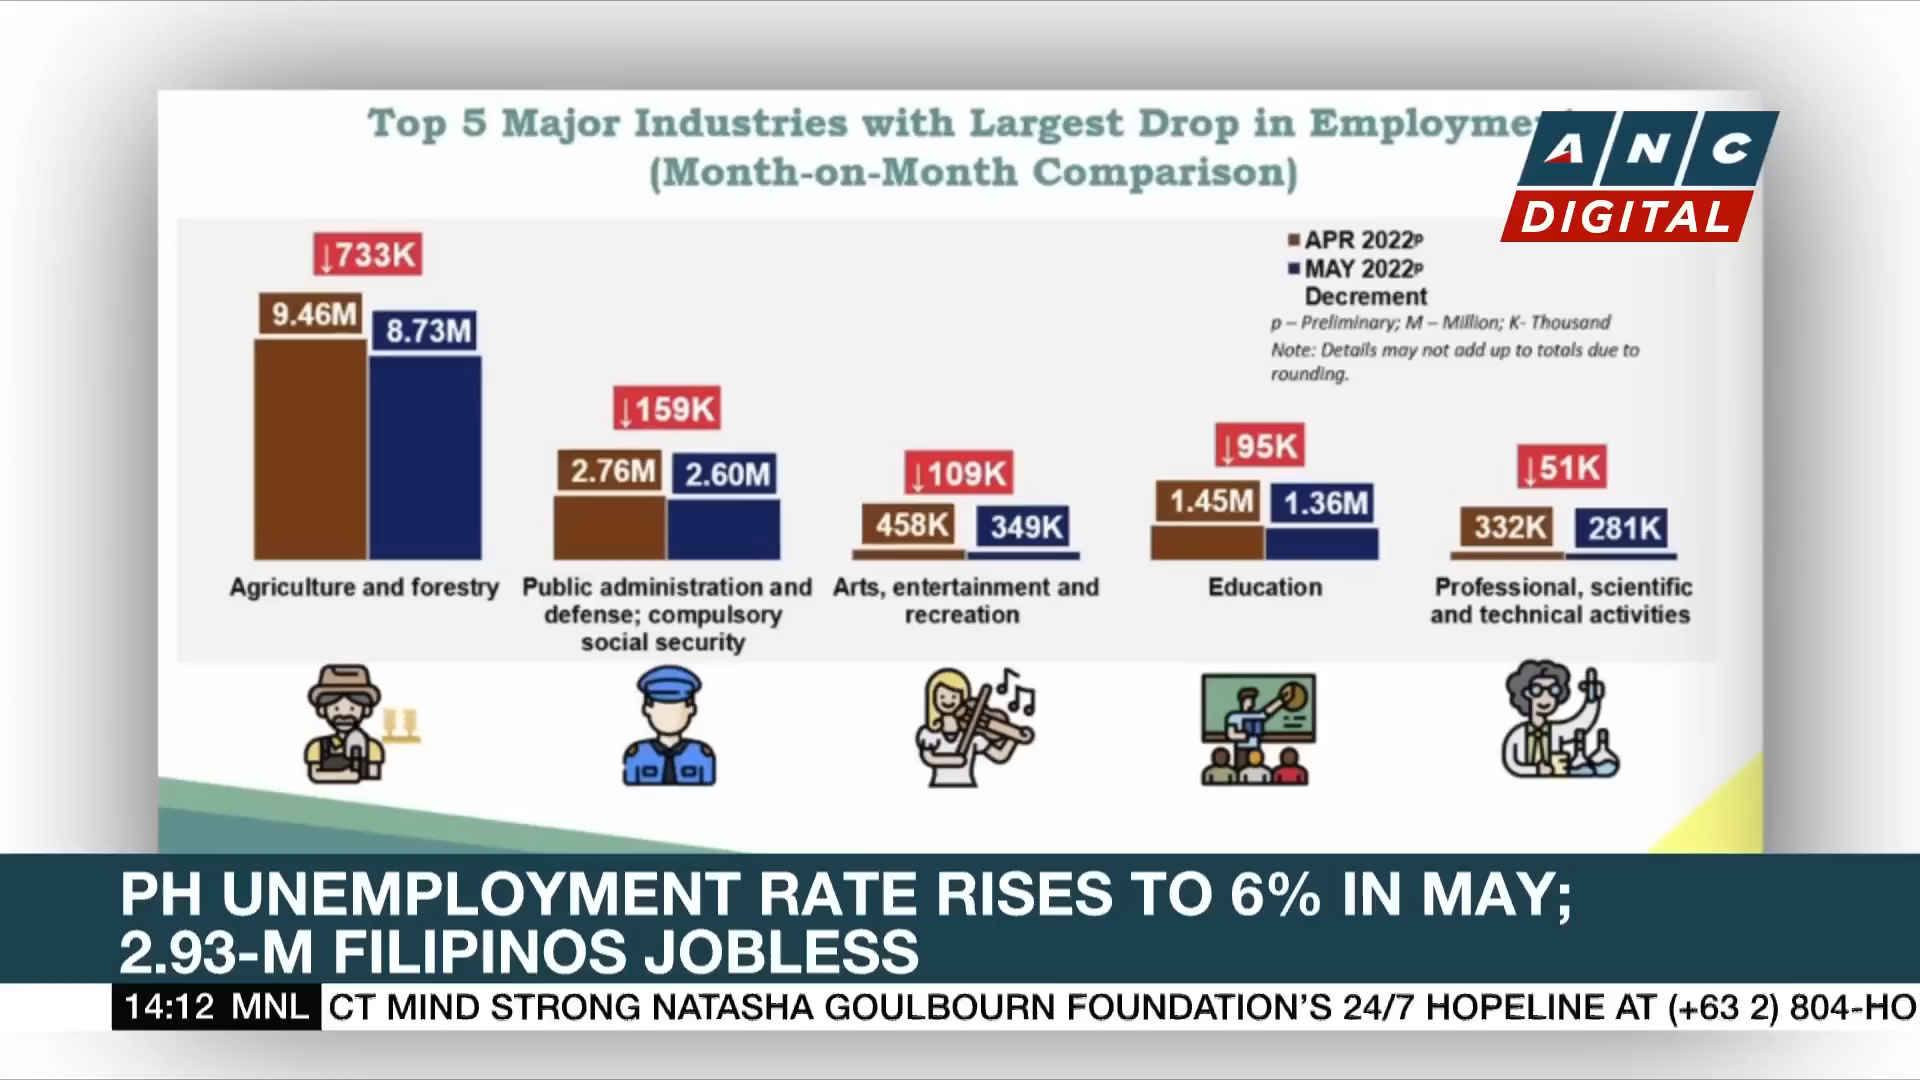 Top 5 Major Industries with Largest Drop in
(Month-on-Month Comparison)
ANC
DIGITAL
APR 2022p
MAY 2022p
Decrement
p – Preliminary; M – Million; K- Thousand
Note: Details may not add up to totals due to
rounding.
↓733K
9.46M
8.73M
↓159K
2.76M
2.60M
↓109K
458K
349K
↓95K
1.45M
1.36M
↓51K
332K
281K
Agriculture and forestry
Public administration and
defense; compulsory
social security
Arts, entertainment and
recreation
Education
Professional, scientific
and technical activities
PH UNEMPLOYMENT RATE RISES TO 6% IN MAY;
2.93-M FILIPINOS JOBLESS
14:12 MNL CT MIND STRONG NATASHA GOULBOURN FOUNDATION'S 24/7 HOPELINE AT (+63 2) 804-HO